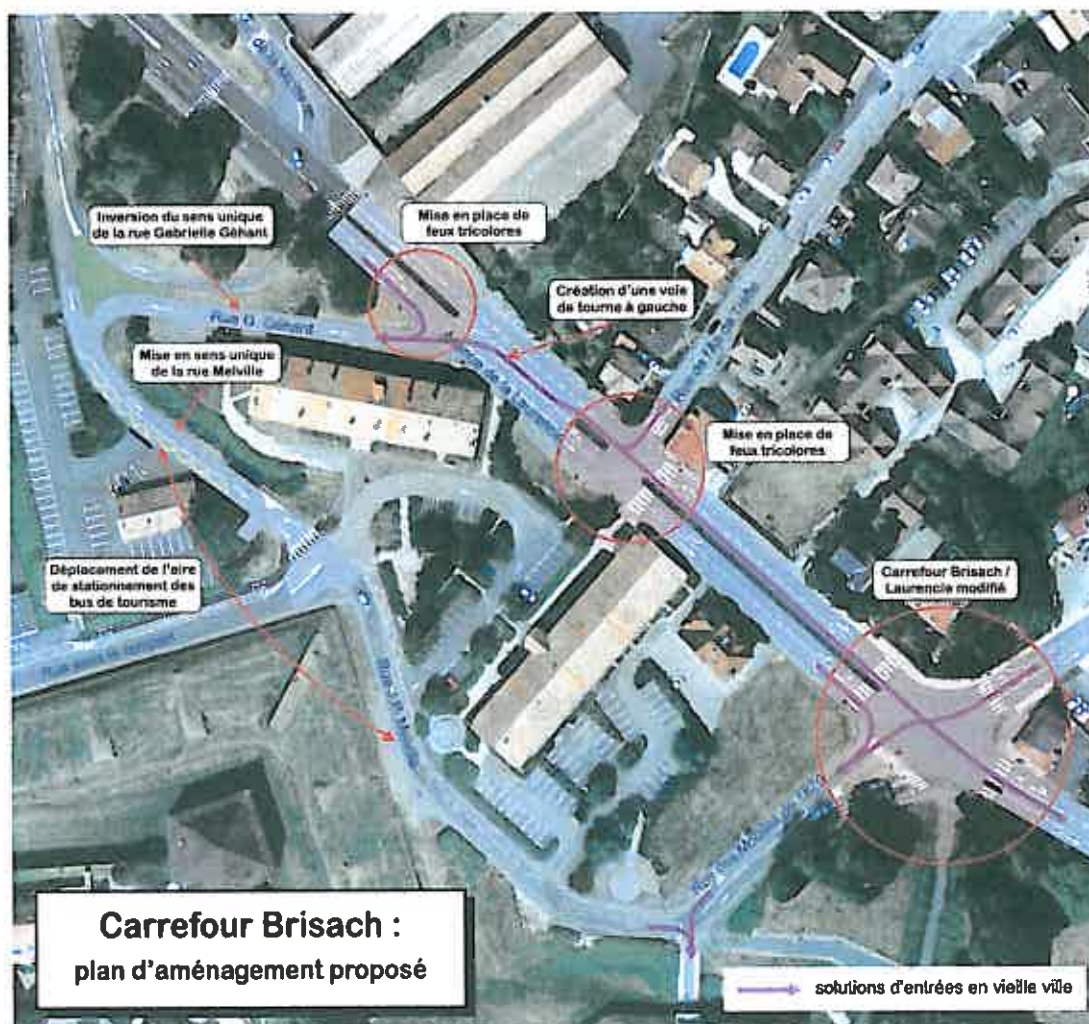 Inversion du sens unique
de la rue Gabrielle Géhant
Mise en place de
feux tricolores
Création d'une voie
de tourne à gauche
Rue G.
Mise en sens unique
de la rue Melville
Mise en place de
feux tricolores
Déplacement de l'aire
de stationnement des
bus de tourisme
Carrefour Brisach /
Laurencie modifié
Carrefour Brisach :
plan d'aménagement proposé
solutions d'entrées en vieille ville